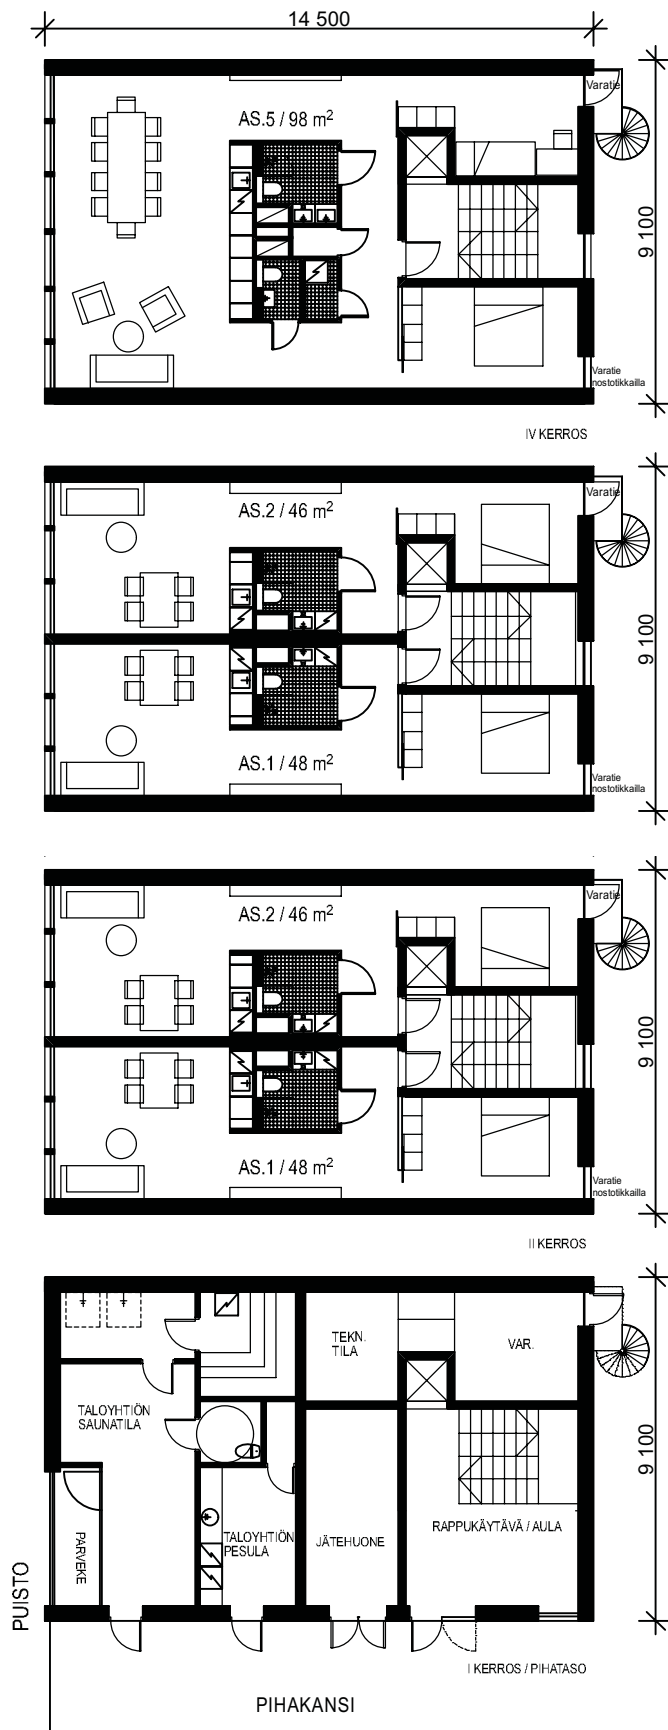 14 500
Varatie
AS.5 / 98 m²
9 100
Varatie
nostotikkailla
IV KERROS
Varatie
AS.2 / 46 m²
9 100
AS.1 / 48 m²
Varatie
nostotikkailla
Varatie
AS.2 / 46 m²
9 100
AS.1 / 48 m²
Varatie
nostotikkailla
II KERROS
TEKN.
TILA
VAR.
TALOYHTIÖN
SAUNATILA
9 100
RAPPUKÄYTÄVÄ / AULA
TALOYHTIÖN
PESULA
JÄTEHUONE
PARVEKE
PUISTO
I KERROS / PIHATASO
PIHAKANSI